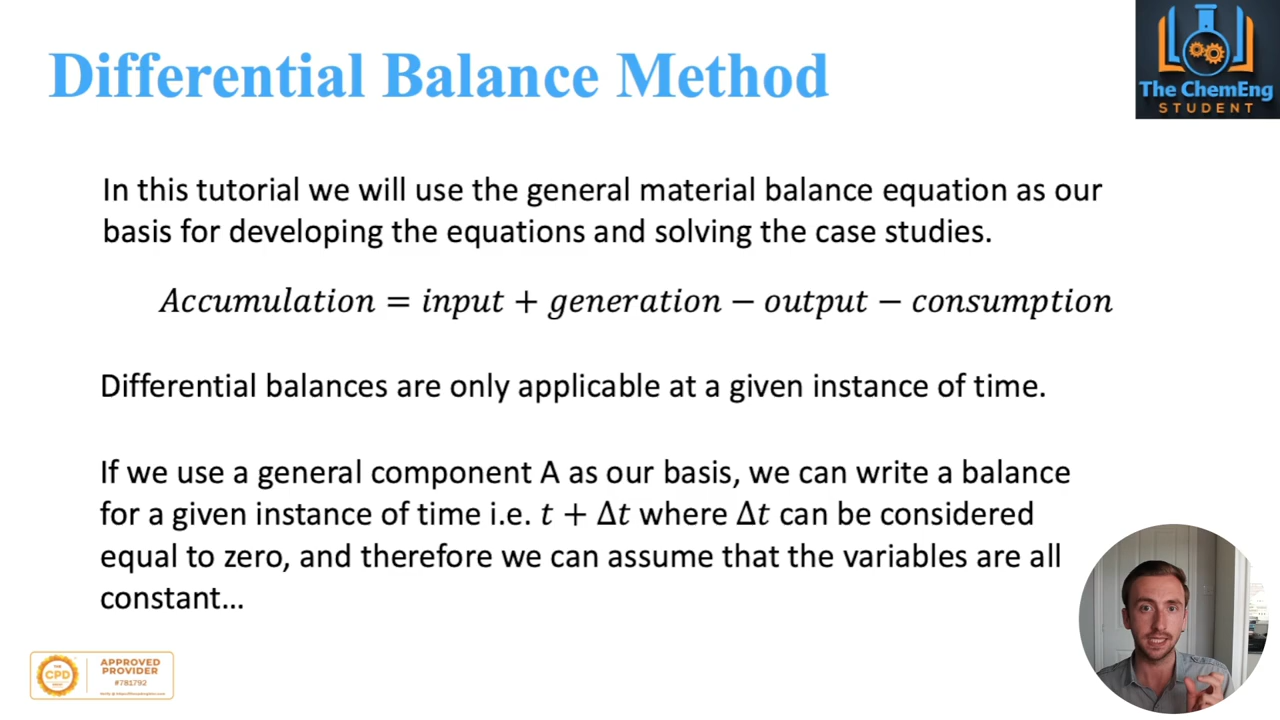 Differential Balance Method
The ChemEng
STUDENT
In this tutorial we will use the general material balance equation as our
basis for developing the equations and solving the case studies.
Accumulation = input + generation − output − consumption
Differential balances are only applicable at a given instance of time.
If we use a general component A as our basis, we can write a balance
for a given instance of time i.e. t + Δt where Δt can be considered
equal to zero, and therefore we can assume that the variables are all
constant...
THE
CPD
APPROVED
PROVIDER
#781792